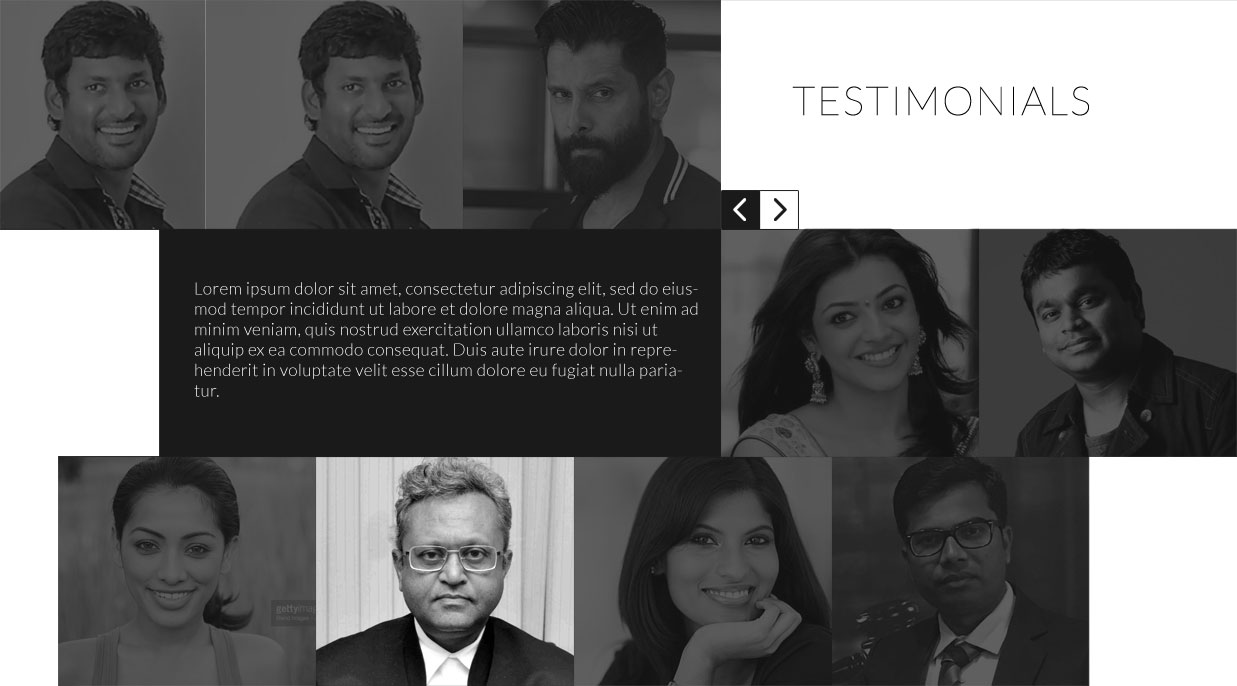 TESTIMONIALS
Lorem ipsum dolor sit amet, consectetur adipiscing elit, sed do eius-
mod tempor incididunt ut labore et dolore magna aliqua. Ut enim ad
minim veniam, quis nostrud exercitation ullamco laboris nisi ut
aliquip ex ea commodo consequat. Duis aute irure dolor in repre-
henderit in voluptate velit esse cillum dolore eu fugiat nulla paria-
tur.